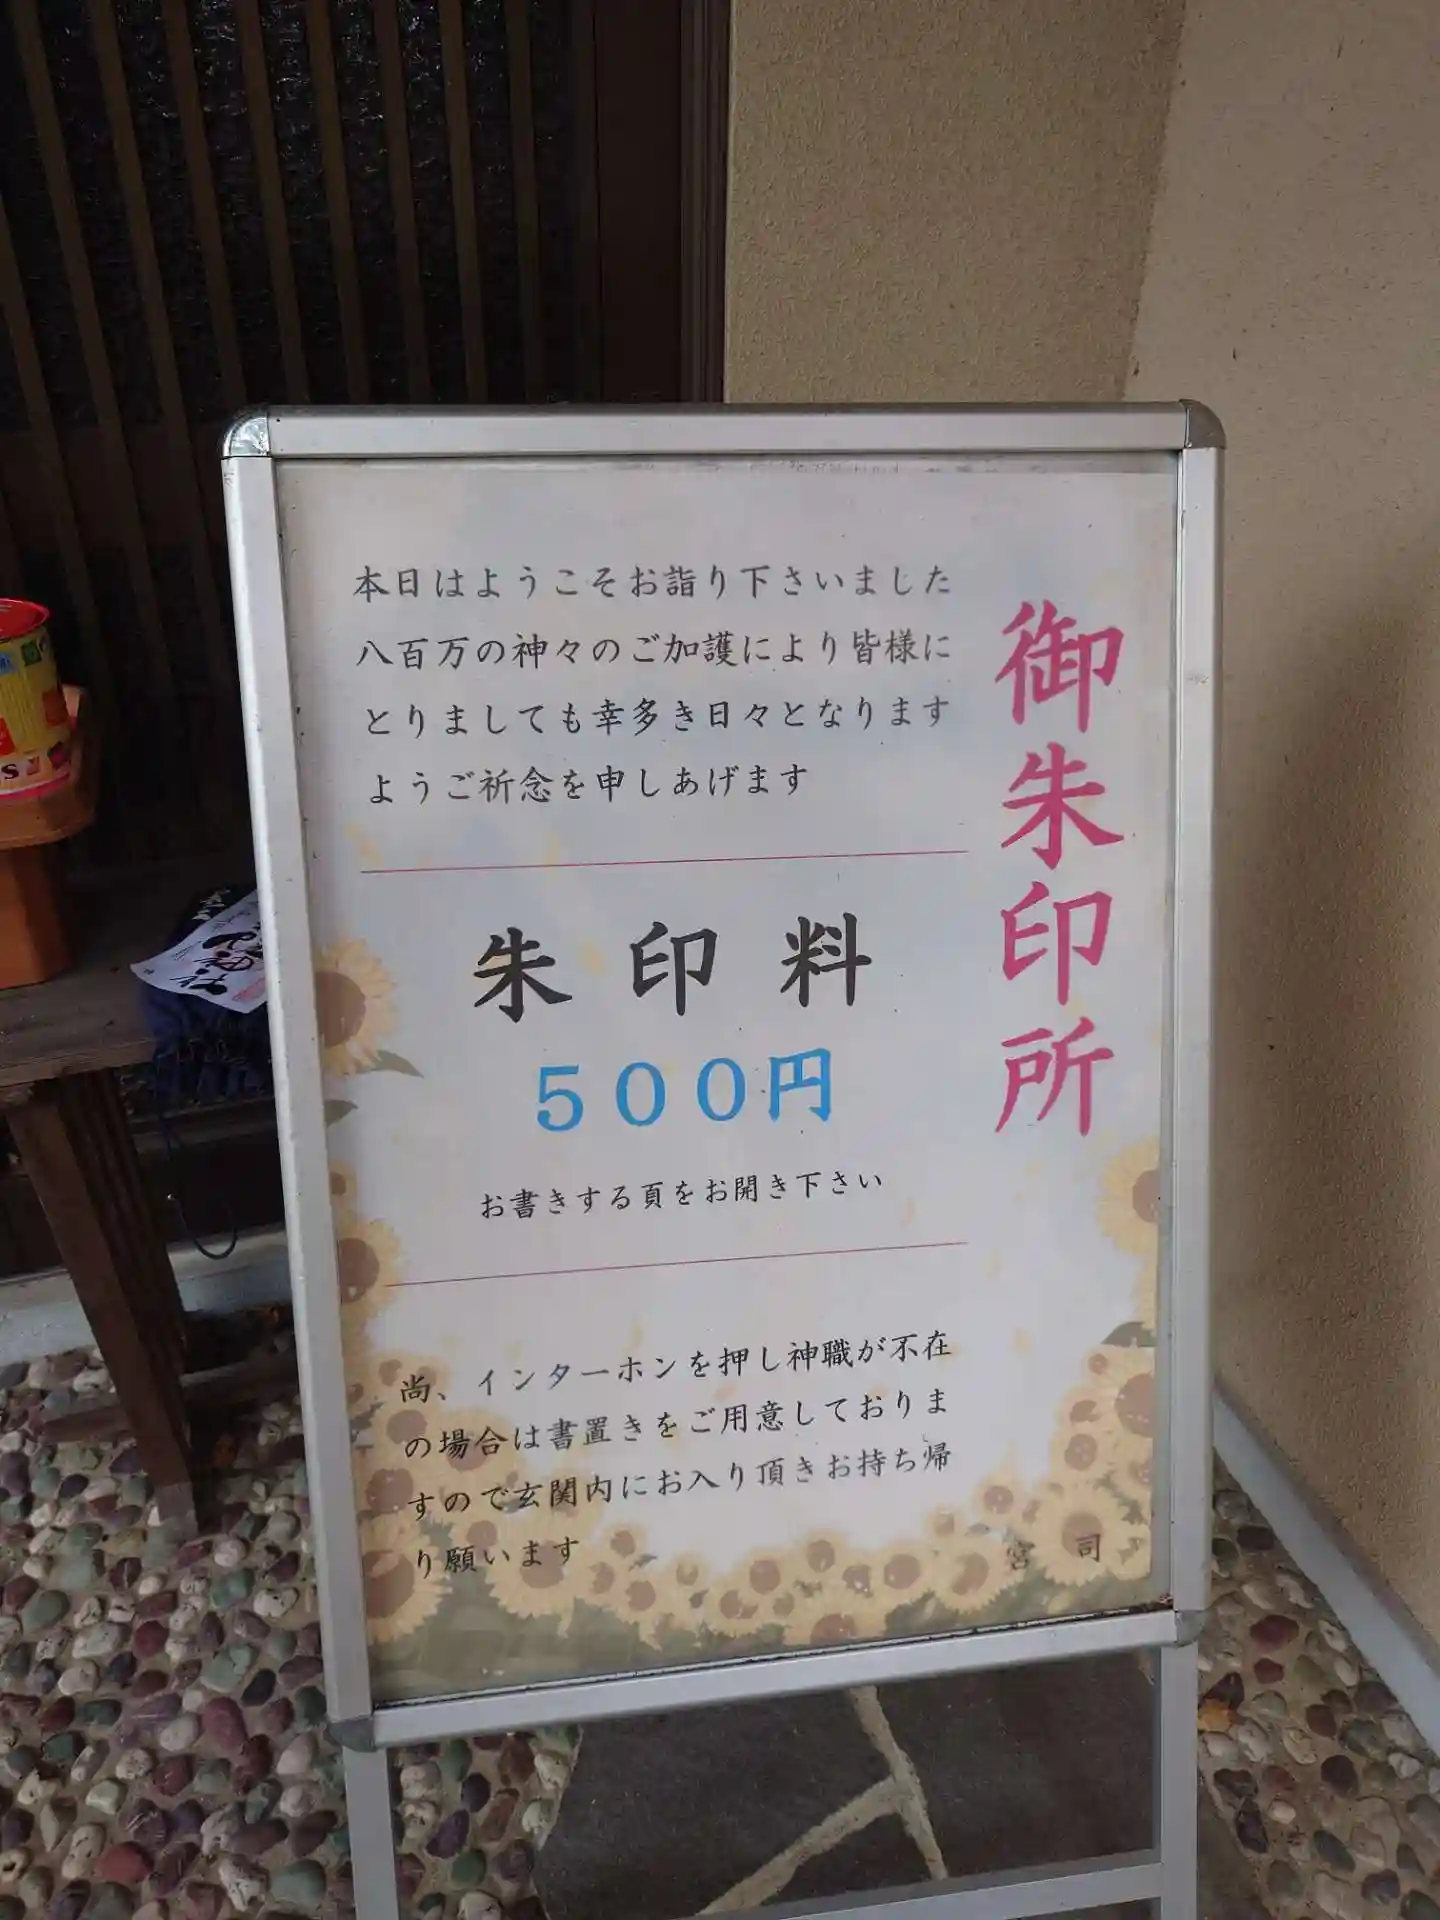 御朱印所
本日はようこそお詣り下さいました
八百万の神々のご加護により皆様に
とりましても幸多き日々となります
ようご祈念を申しあげます
朱印料
500円
お書きする頁をお開き下さい
尚、インターホンを押し神職が不在
の場合は書置きをご用意しておりま
すので玄関内にお入り頂きお持ち帰
り願います
宮司